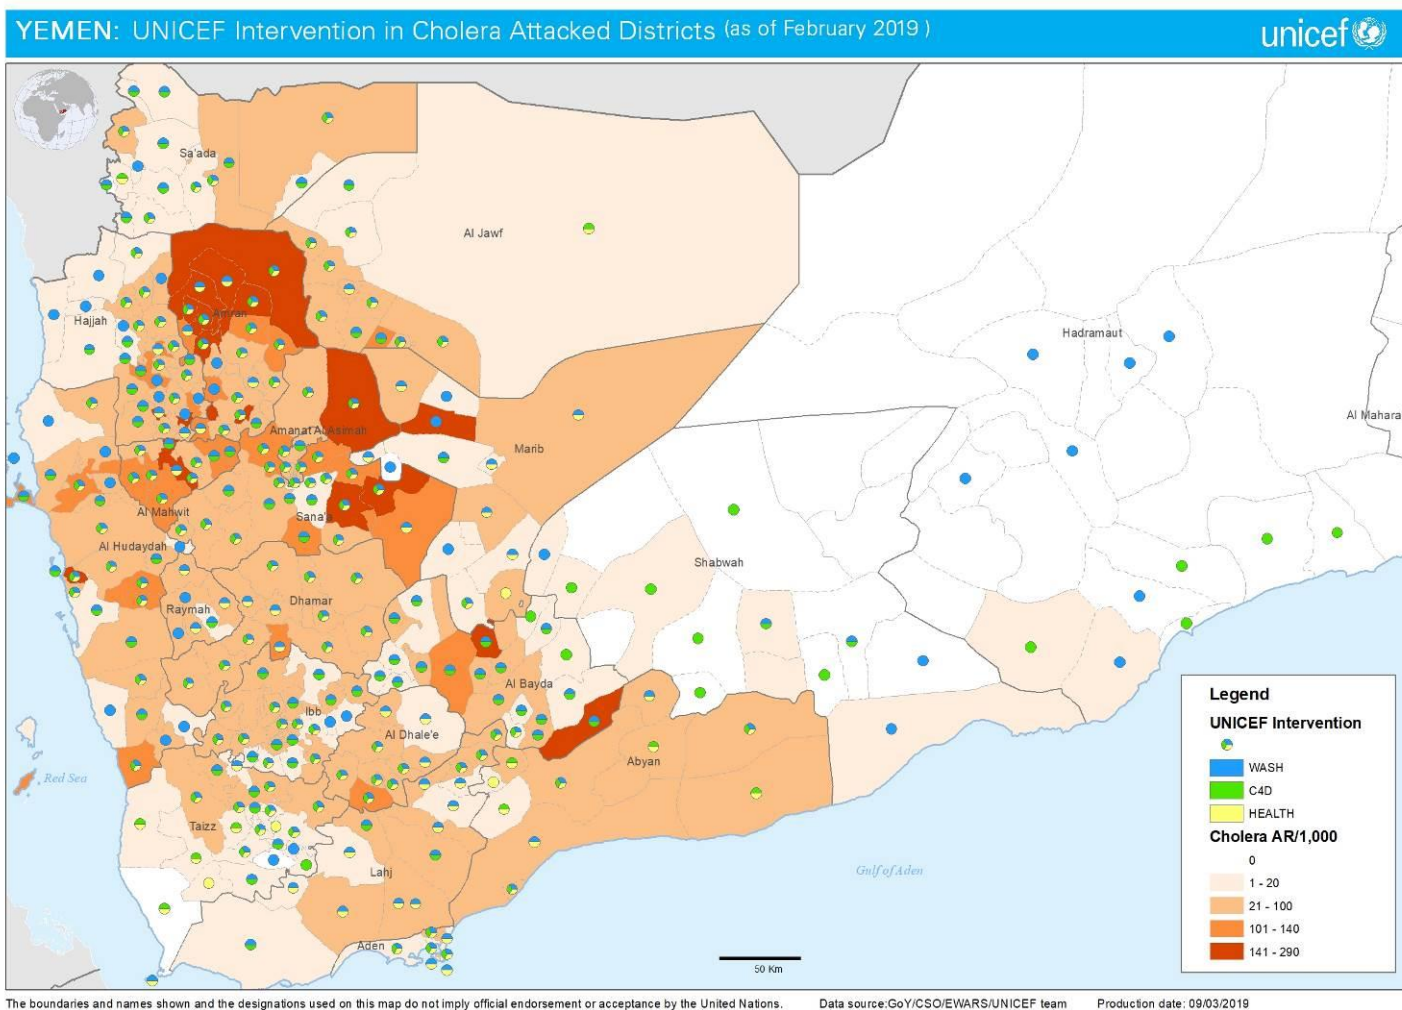 YEMEN: UNICEF Intervention in Cholera Attacked Districts (as of February 2019 )
unicef
Sa'ada
Al Jawf
Hajjah
Amran
Hadramaut
Al Mahara
Amanat Al Asimah
Marib
Al Mahwit
Sana'a
Al Hudaydah
Shabwah
Raymah
Dhamar
Al Bayda
Ibb
Al Dhale'e
Abyan
Red Sea
Taizz
Lahj
Gulf of Aden
Aden
50 Km
Legend
UNICEF Intervention
WASH
C4D
HEALTH
Cholera AR/1,000
0
1 - 20
21 - 100
101 - 140
141 - 290
The boundaries and names shown and the designations used on this map do not imply official endorsement or acceptance by the United Nations.
Data source:GoY/CSO/EWARS/UNICEF team
Production date: 09/03/2019